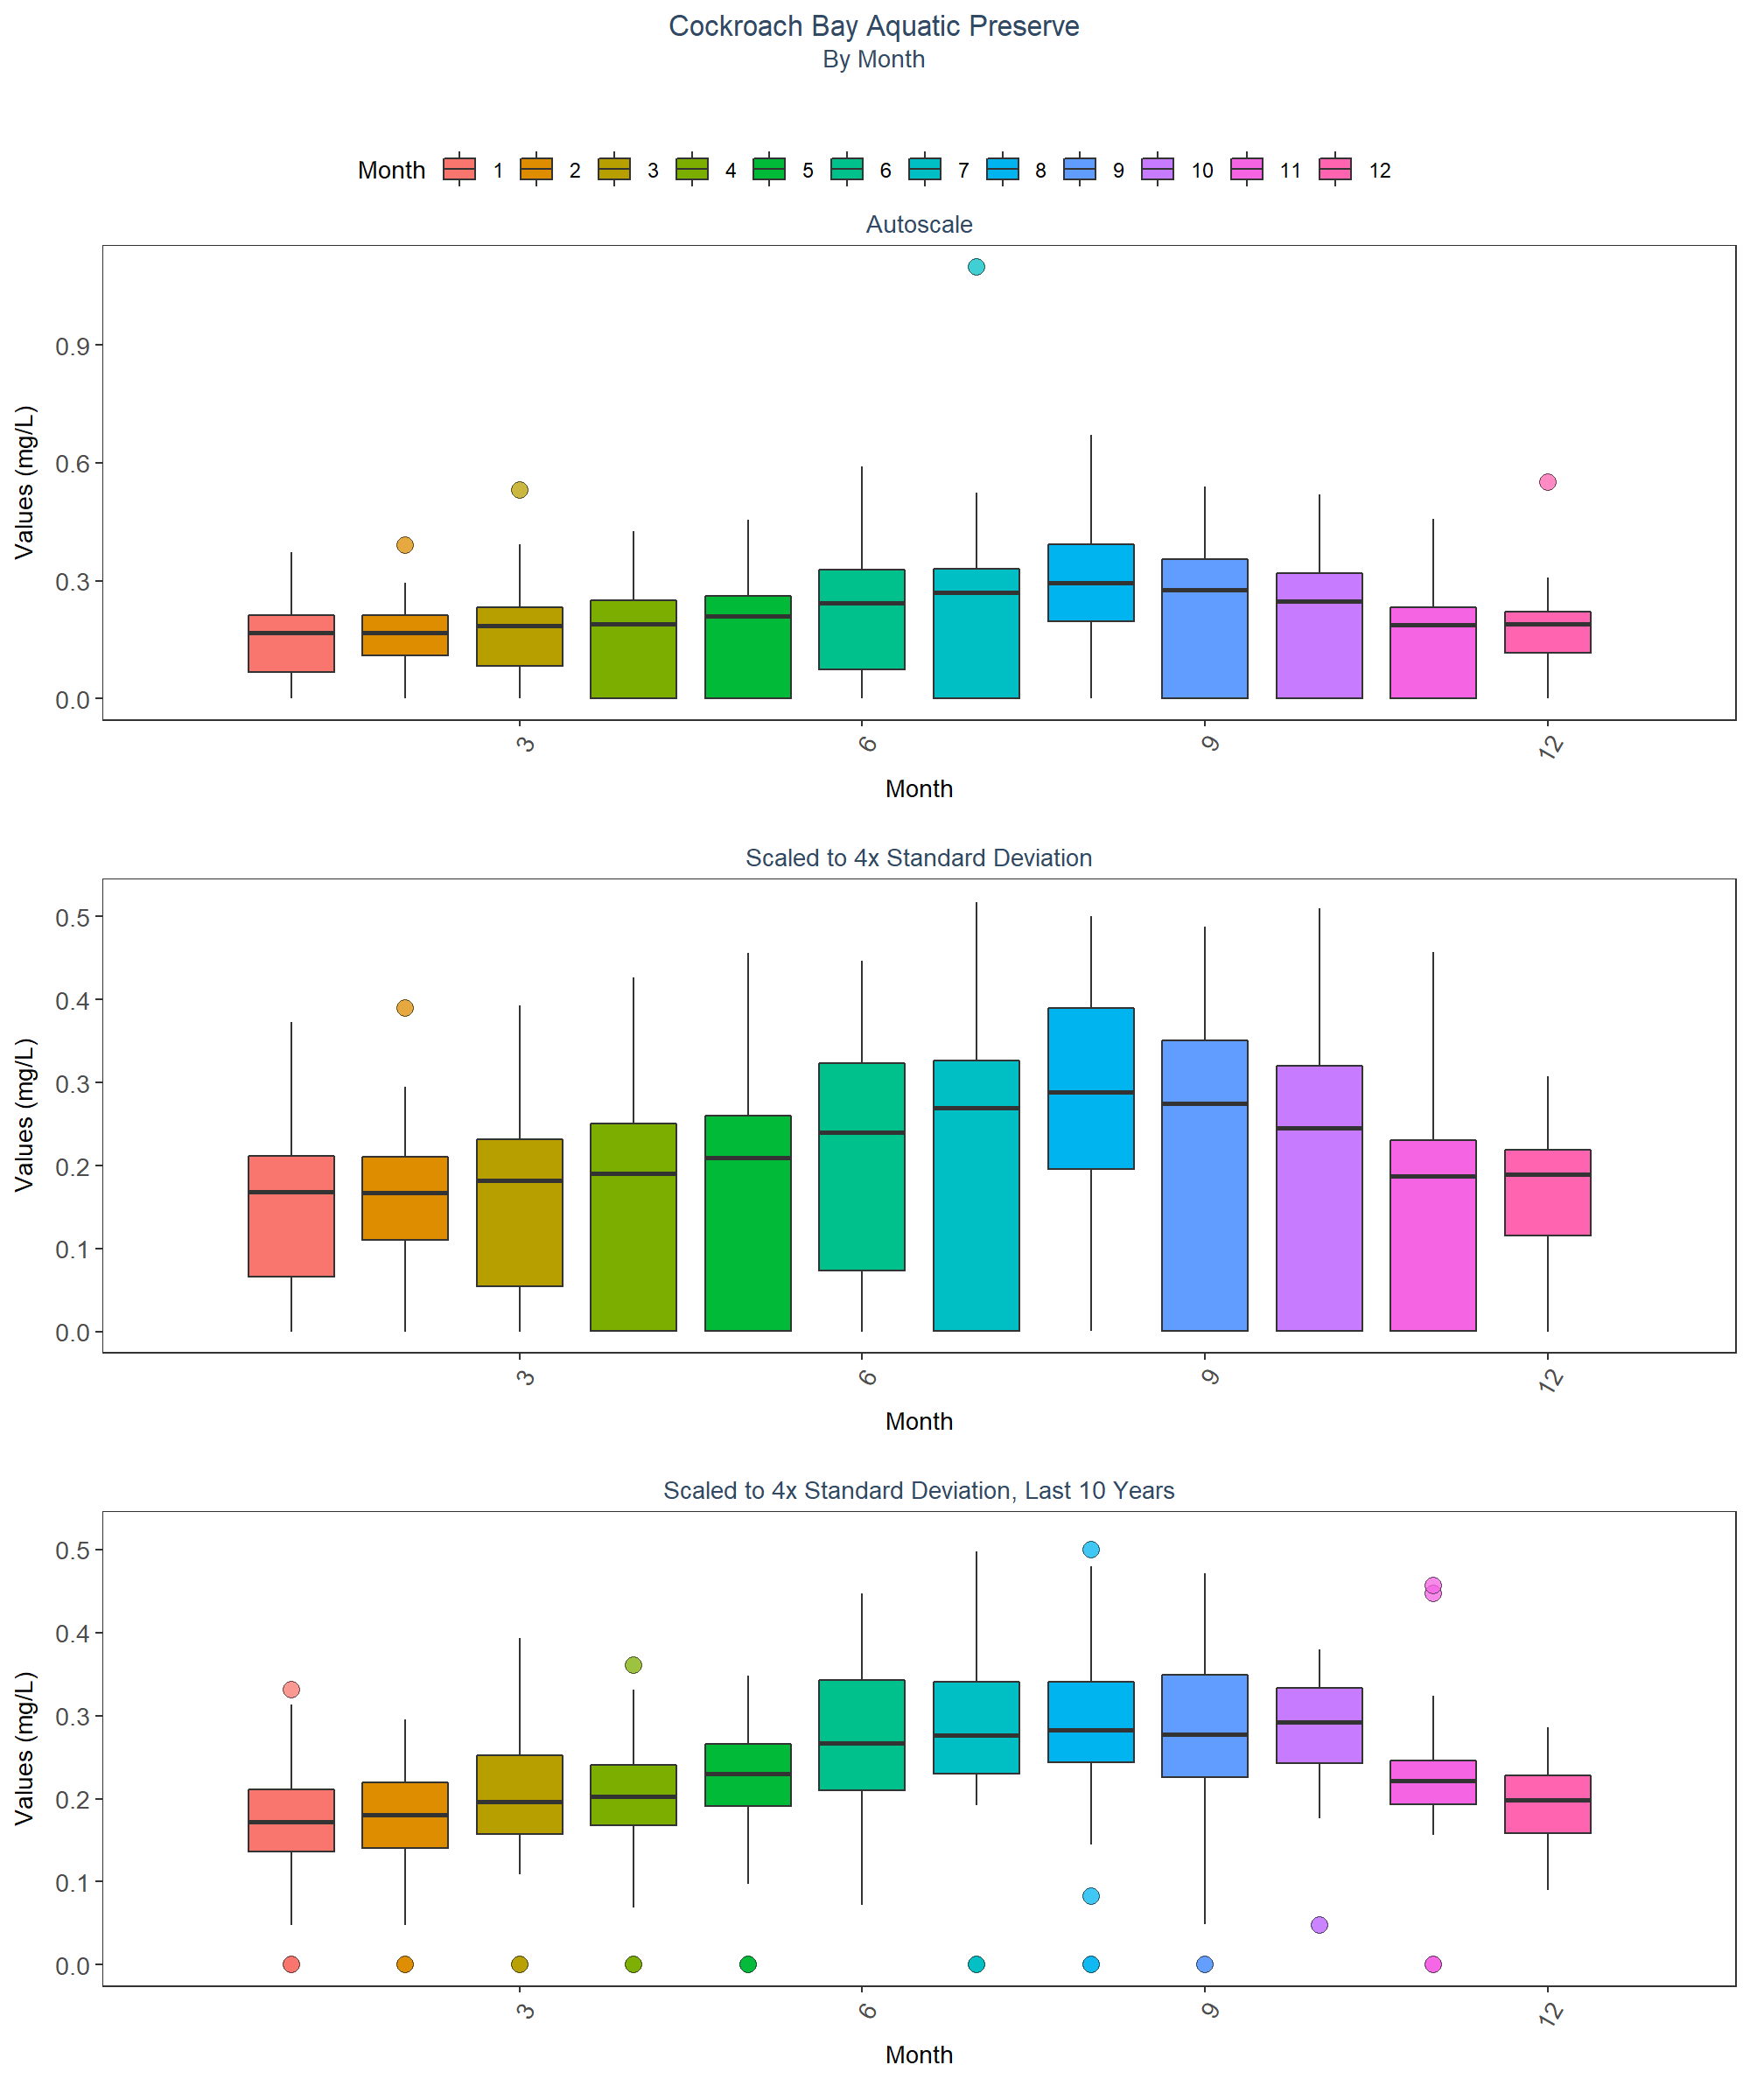 Cockroach Bay Aquatic Preserve
By Month
Month 1 2 3 4 5 6 7 8 9 10 11 12
Autoscale
Values (mg/L)
0.9
0.6
0.3
0.0
3 6 9 12
Month
Scaled to 4x Standard Deviation
Values (mg/L)
0.5
0.4
0.3
0.2
0.1
0.0
3 6 9 12
Month
Scaled to 4x Standard Deviation, Last 10 Years
Values (mg/L)
0.5
0.4
0.3
0.2
0.1
0.0
3 6 9 12
Month